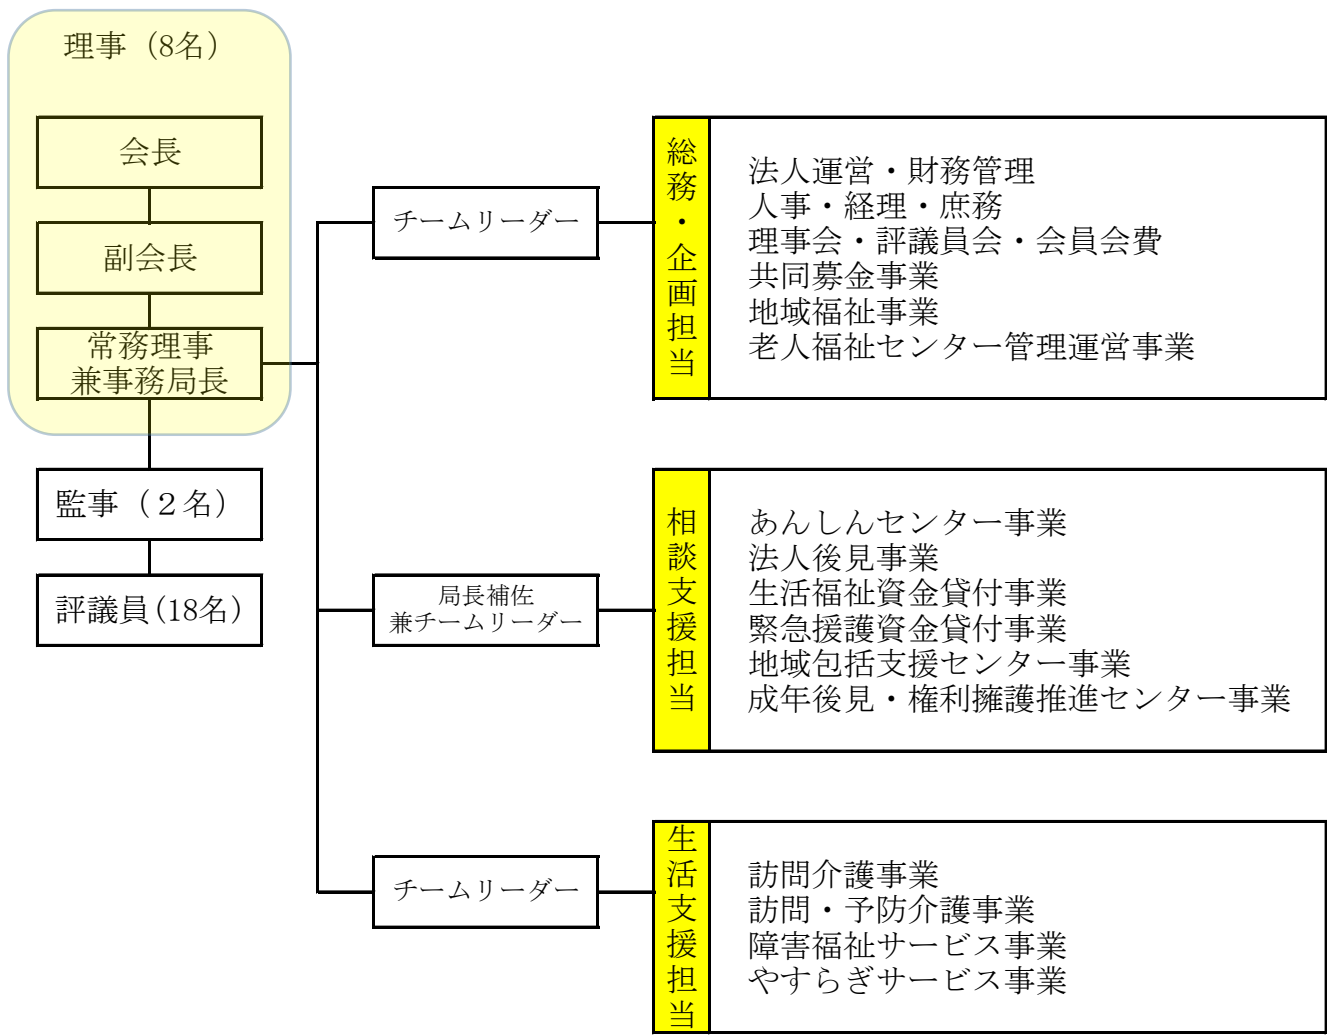 理事（8名）
会長
副会長
常務理事
兼事務局長
監事（２名）
評議員(18名)
チームリーダー
総務・企画担当
法人運営・財務管理
人事・経理・庶務
理事会・評議員会・会員会費
共同募金事業
地域福祉事業
老人福祉センター管理運営事業
局長補佐
兼チームリーダー
相談支援担当
あんしんセンター事業
法人後見事業
生活福祉資金貸付事業
緊急援護資金貸付事業
地域包括支援センター事業
成年後見・権利擁護推進センター事業
チームリーダー
生活支援担当
訪問介護事業
訪問・予防介護事業
障害福祉サービス事業
やすらぎサービス事業